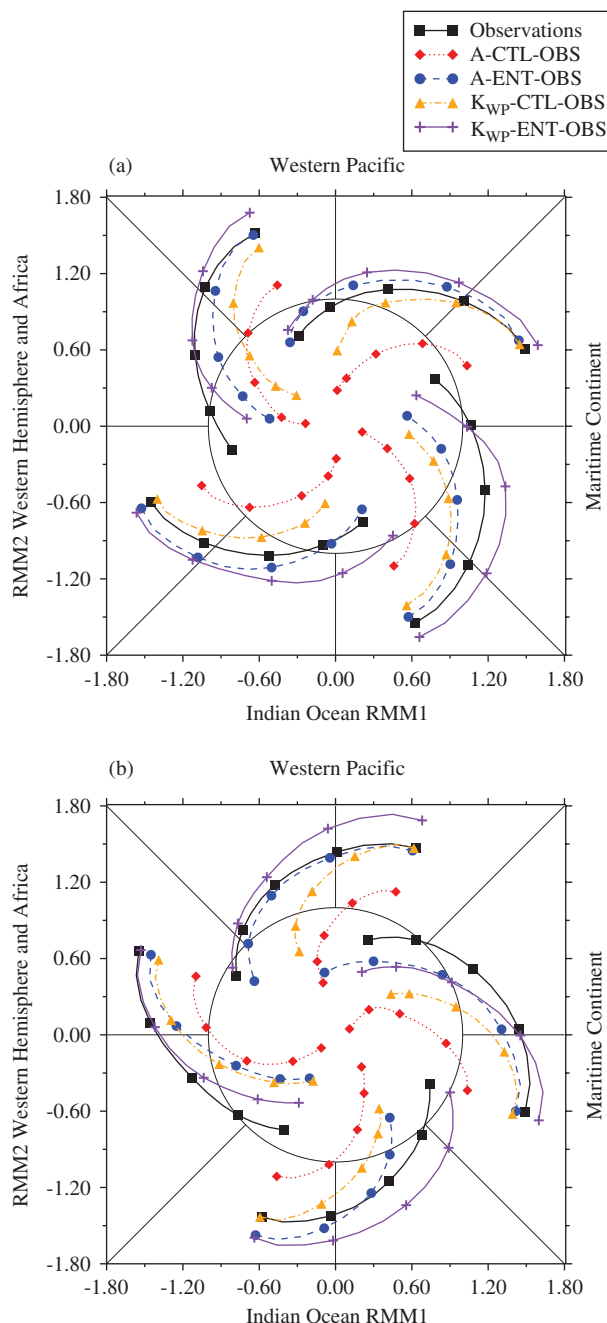 Observations
A-CTL-OBS
A-ENT-OBS
K_WP-CTL-OBS
K_WP-ENT-OBS
(a) Western Pacific
1.80
1.20
0.60
0.00
-0.60
-1.20
-1.80
RMM2 Western Hemisphere and Africa
Maritime Continent
-1.80 -1.20 -0.60 0.00 0.60 1.20 1.80
Indian Ocean RMM1
(b) Western Pacific
1.80
1.20
0.60
0.00
-0.60
-1.20
-1.80
RMM2 Western Hemisphere and Africa
Maritime Continent
-1.80 -1.20 -0.60 0.00 0.60 1.20 1.80
Indian Ocean RMM1